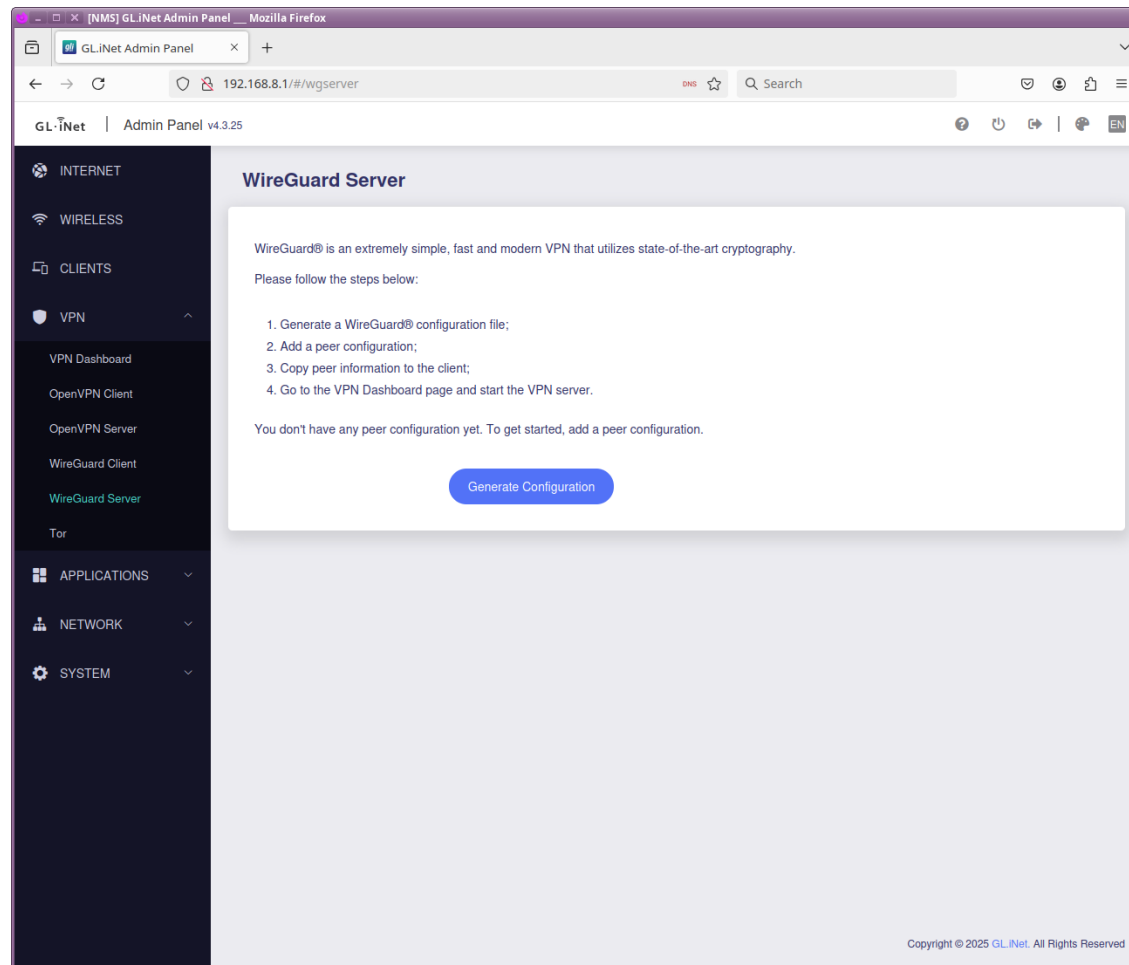 [NMS] GL.iNet Admin Panel __ Mozilla Firefox
gli GL.iNet Admin Panel
192.168.8.1/#/wgserver DNS Search
GL·iNet | Admin Panel v4.3.25 EN
INTERNET
WIRELESS
CLIENTS
VPN
VPN Dashboard
OpenVPN Client
OpenVPN Server
WireGuard Client
WireGuard Server
Tor
APPLICATIONS
NETWORK
SYSTEM
WireGuard Server
WireGuard® is an extremely simple, fast and modern VPN that utilizes state-of-the-art cryptography.
Please follow the steps below:
1. Generate a WireGuard® configuration file;
2. Add a peer configuration;
3. Copy peer information to the client;
4. Go to the VPN Dashboard page and start the VPN server.
You don't have any peer configuration yet. To get started, add a peer configuration.
Generate Configuration
Copyright © 2025 GL.iNet. All Rights Reserved